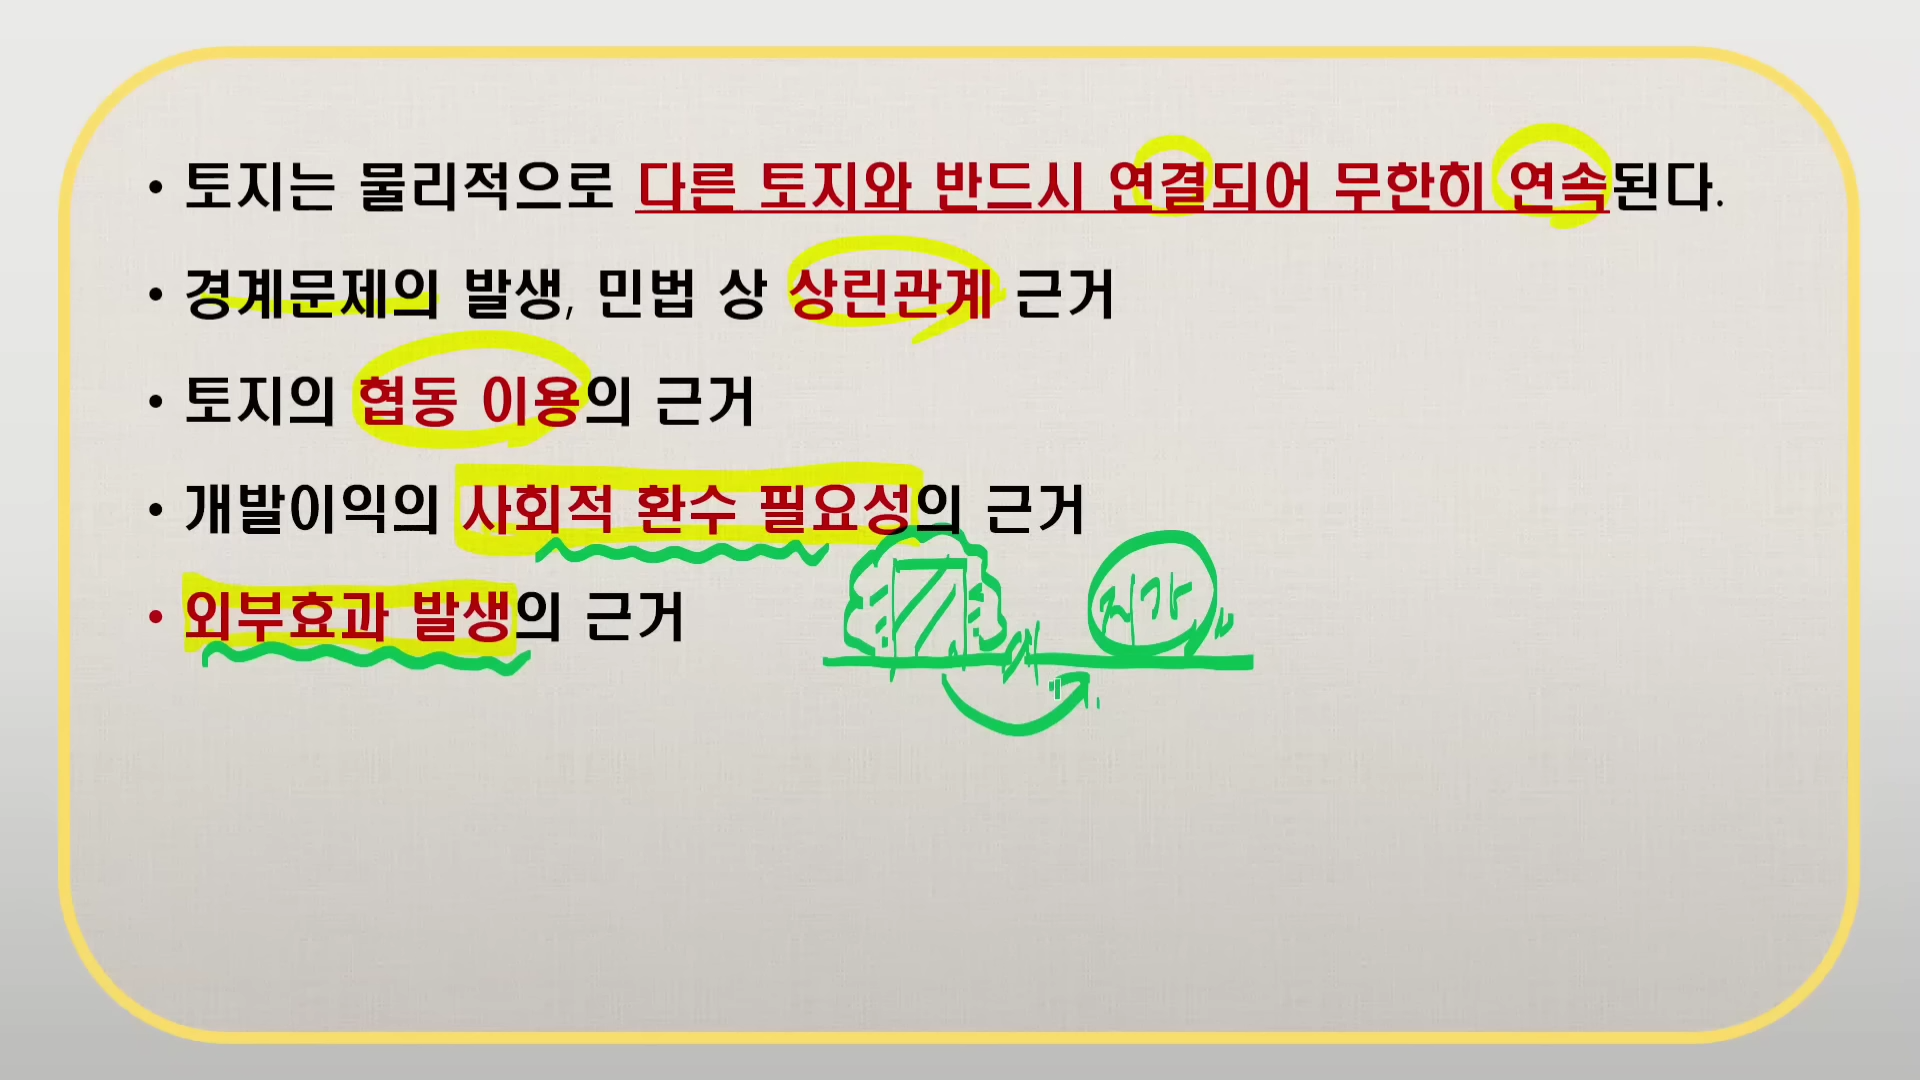 • 토지는 물리적으로 다른 토지와 반드시 연결되어 무한히 연속된다.
• 경계문제의 발생, 민법 상 상린관계 근거
• 토지의 협동 이용의 근거
• 개발이익의 사회적 환수 필요성의 근거
• 외부효과 발생의 근거
지가